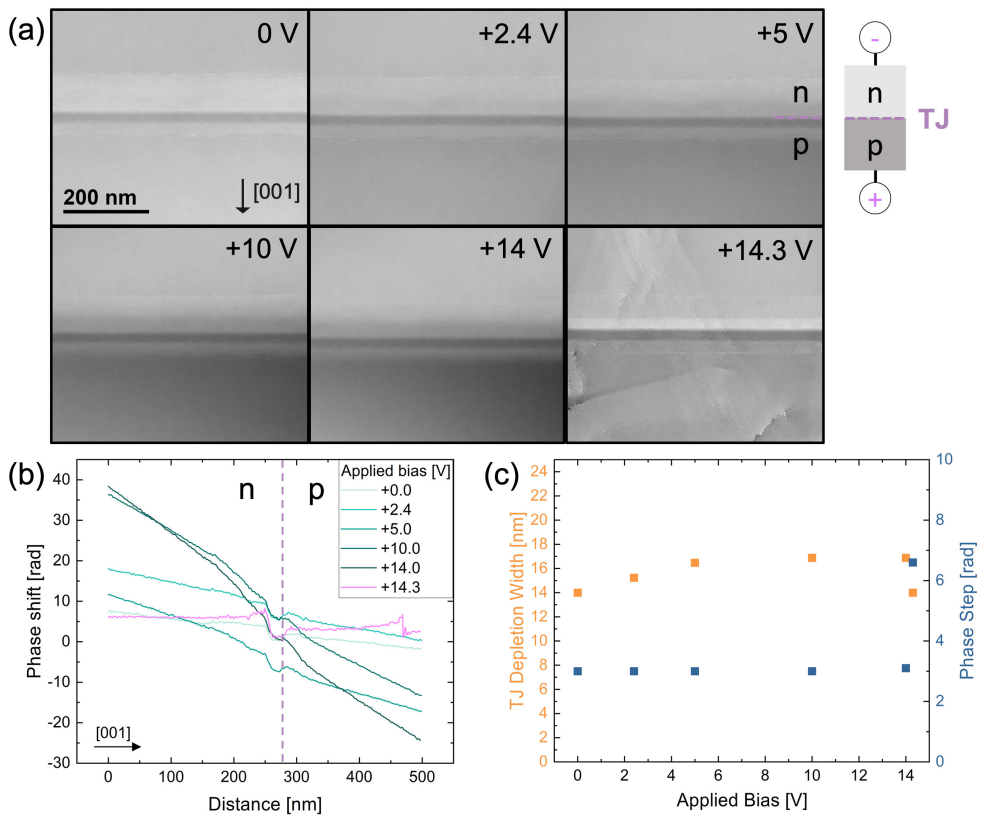 (a)
0 V
+2.4 V
+5 V
n
p
200 nm
[001]
+10 V
+14 V
+14.3 V
-
n
TJ
p
+
(b)
n
p
Applied bias [V]
+0.0
+2.4
+5.0
+10.0
+14.0
+14.3
40
30
20
10
0
-10
-20
-30
Phase shift [rad]
[001]
0 100 200 300 400 500
Distance [nm]
(c)
24
22
20
18
16
14
12
10
8
6
4
2
0
TJ Depletion Width [nm]
10
8
6
4
2
0
Phase Step [rad]
0 2 4 6 8 10 12 14
Applied Bias [V]